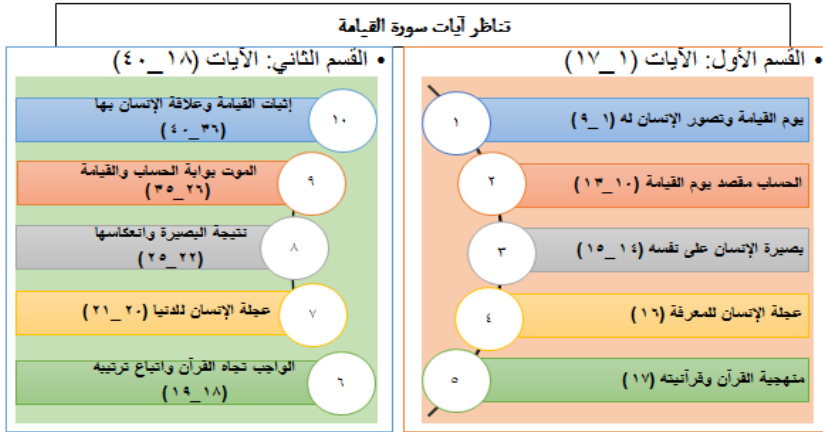 تناظر آيات سورة القيامة
• القسم الأول: الآيات (١_١٧)
١
يوم القيامة وتصور الإنسان له (١_٩)
٢
الحساب مقصد يوم القيامة (١٠_١٣)
٣
بصيرة الإنسان على نفسه (١٤_١٥)
٤
عجلة الإنسان للمعرفة (١٦)
٥
منهجية القرآن وقرآنيته (١٧)
• القسم الثاني: الآيات (١٨_٤٠)
١٠
إثبات القيامة وعلاقة الإنسان بها
(٣٦_٤٠)
٩
الموت بوابة الحساب والقيامة
(٢٦_٣٥)
٨
نتيجة البصيرة وانعكاسها
(٢٢_٢٥)
٧
عجلة الإنسان للدنيا (٢٠_٢١)
٦
الواجب تجاه القرآن واتباع ترتيبه
(١٨_١٩)